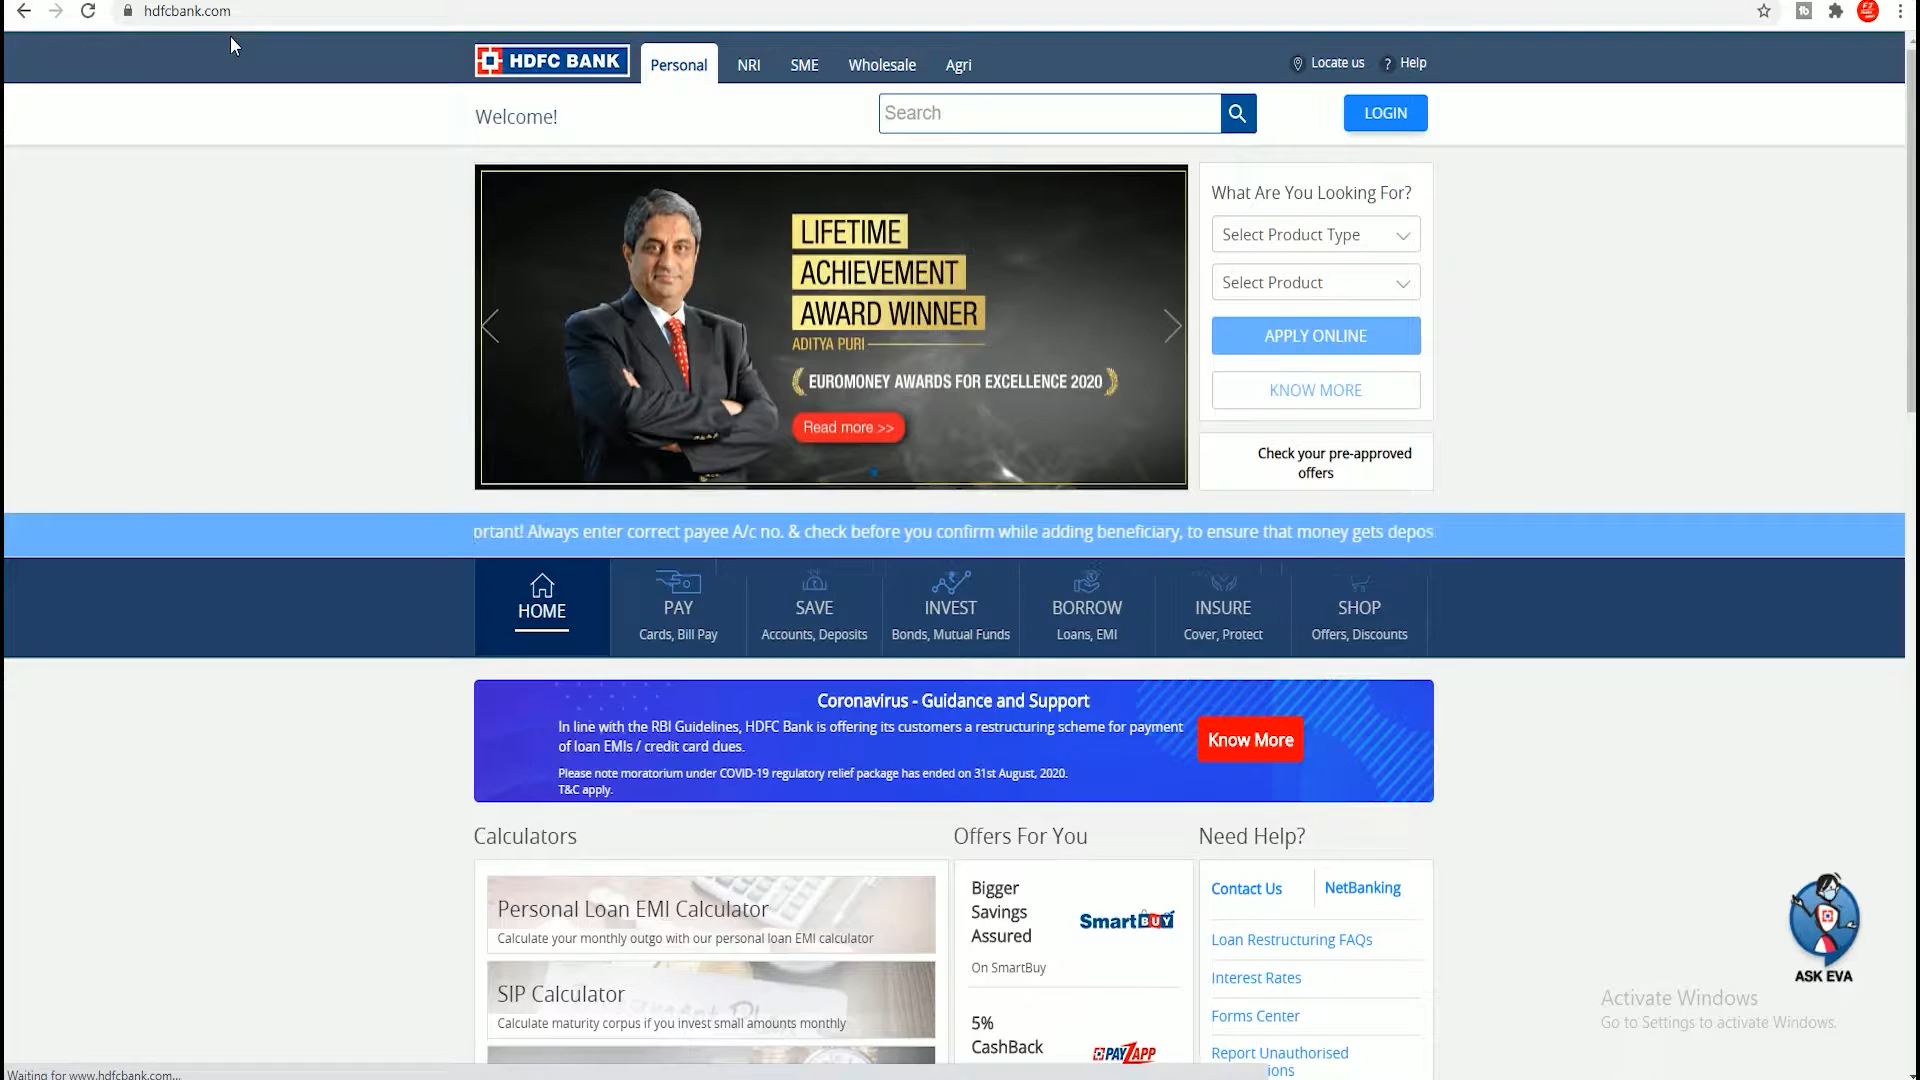 hdfcbank.com
HDFC BANK
Personal
NRI
SME
Wholesale
Agri
Locate us
? Help
Welcome!
Search
LOGIN
LIFETIME
ACHIEVEMENT
AWARD WINNER
ADITYA PURI
EUROMONEY AWARDS FOR EXCELLENCE 2020
Read more >>
What Are You Looking For?
Select Product Type
Select Product
APPLY ONLINE
KNOW MORE
Check your pre-approved
offers
ortant! Always enter correct payee A/c no. & check before you confirm while adding beneficiary, to ensure that money gets depos
HOME
PAY
Cards, Bill Pay
SAVE
Accounts, Deposits
INVEST
Bonds, Mutual Funds
BORROW
Loans, EMI
INSURE
Cover, Protect
SHOP
Offers, Discounts
Coronavirus - Guidance and Support
In line with the RBI Guidelines, HDFC Bank is offering its customers a restructuring scheme for payment
of loan EMIs / credit card dues.
Please note moratorium under COVID-19 regulatory relief package has ended on 31st August, 2020.
T&C apply.
Know More
Calculators
Personal Loan EMI Calculator
Calculate your monthly outgo with our personal loan EMI calculator
SIP Calculator
Calculate maturity corpus if you invest small amounts monthly
Offers For You
Bigger
Savings
Assured
On SmartBuy
SmartBUY
5%
CashBack
PAYZAPP
Need Help?
Contact Us
NetBanking
Loan Restructuring FAQs
Interest Rates
Forms Center
Report Unauthorised
ions
ASK EVA
Activate Windows
Go to Settings to activate Windows.
Waiting for www.hdfcbank.com...